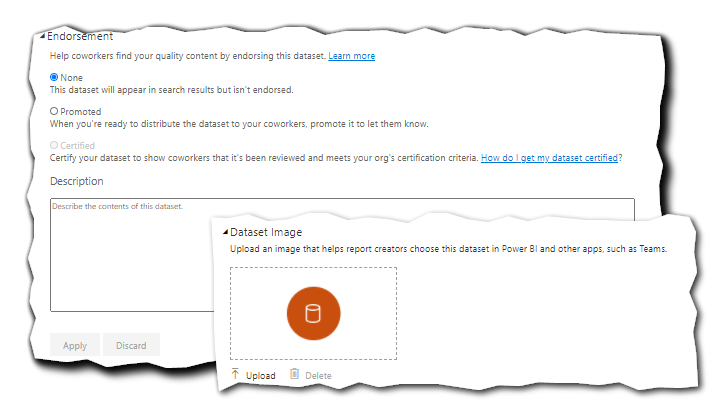 Endorsement
Help coworkers find your quality content by endorsing this dataset. Learn more
None
This dataset will appear in search results but isn't endorsed.
Promoted
When you're ready to distribute the dataset to your coworkers, promote it to let them know.
Certified
Certify your dataset to show coworkers that it's been reviewed and meets your org's certification criteria. How do I get my dataset certified?
Description
Describe the contents of this dataset.
Apply Discard
Dataset Image
Upload an image that helps report creators choose this dataset in Power BI and other apps, such as Teams.
Upload Delete